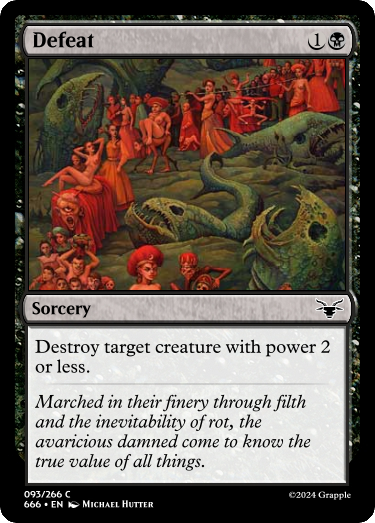 Defeat 1
Sorcery
Destroy target creature with power 2
or less.
Marched in their finery through filth
and the inevitability of rot, the
avaricious damned come to know the
true value of all things.
093/266 C
666 • EN Michael Hutter
©2024 Grapple